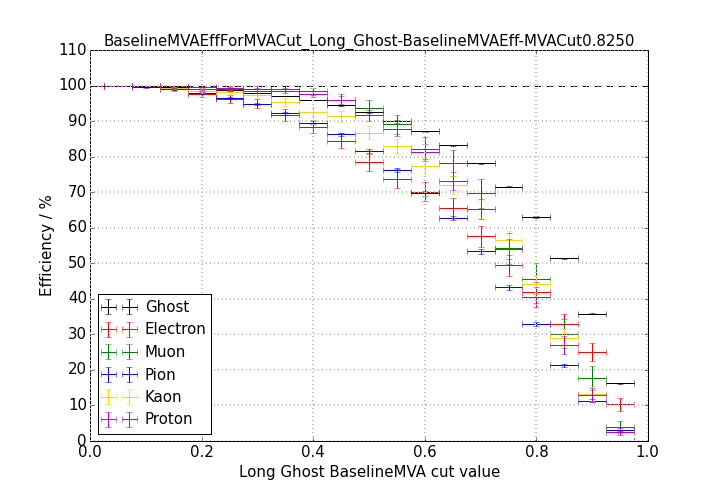 BaselineMVAEffForMVACut_Long_Ghost-BaselineMVAEff-MVACut0.8250
110
100
90
80
70
60
50
40
30
20
10
0
Efficiency / %
Ghost
Electron
Muon
Pion
Kaon
Proton
0.0 0.2 0.4 0.6 0.8 1.0
Long Ghost BaselineMVA cut value